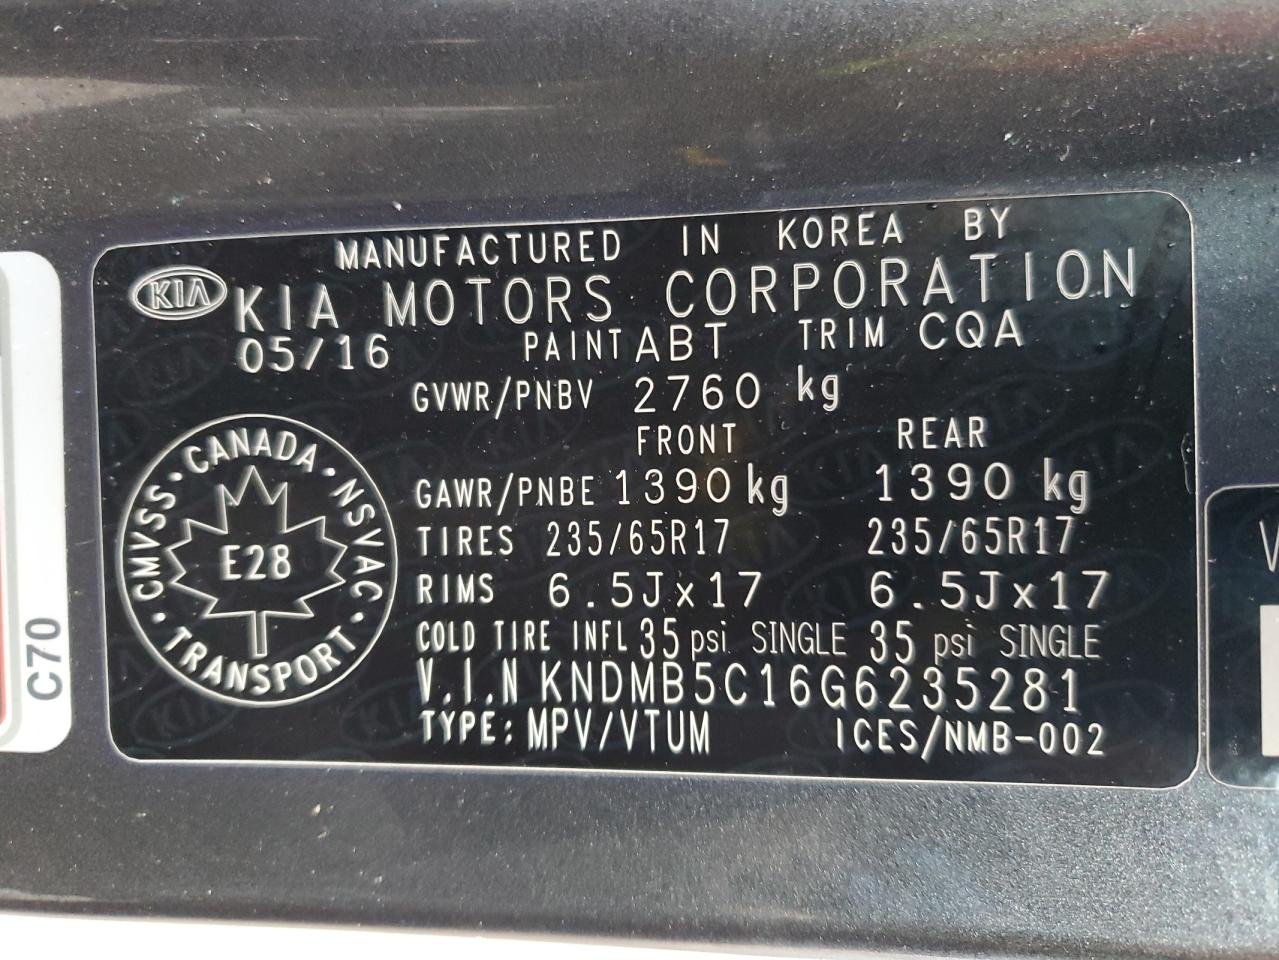 MANUFACTURED IN KOREA BY
KIA KIA MOTORS CORPORATION
05/16 PAINT ABT TRIM CQA
GVWR/PNBV 2760 kg
FRONT REAR
GAWR/PNBE 1390 kg 1390 kg
TIRES 235/65R17 235/65R17
RIMS 6.5J x 17 6.5J x 17
COLD TIRE INFL 35 psi SINGLE 35 psi SINGLE
V.I.N KNDMB5C16G6235281
TYPE: MPV/VTUM ICES/NMB-002
CANADA · NSVAC · TRANSPORT · CMVSS ·
E28
C70
V